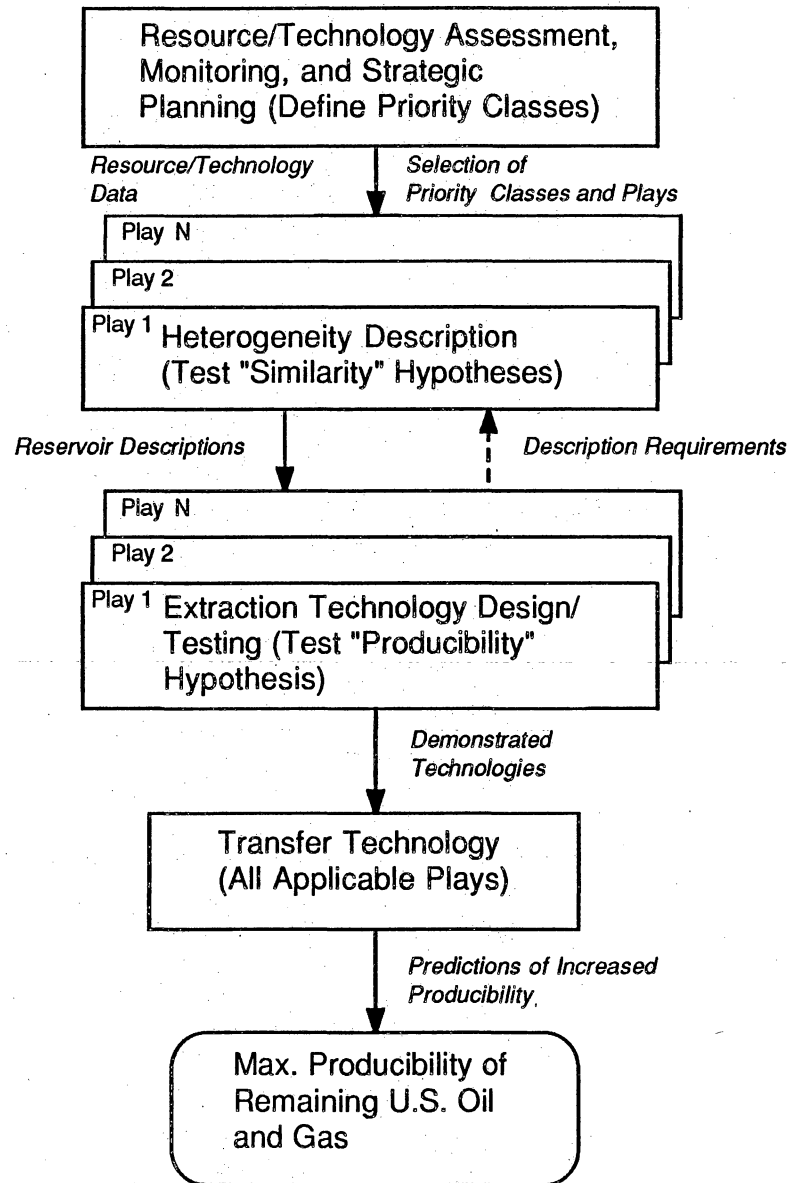 Resource/Technology Assessment,
Monitoring, and Strategic
Planning (Define Priority Classes)
Resource/Technology
Data
Selection of
Priority Classes and Plays
Play N
Play 2
Play 1
Heterogeneity Description
(Test "Similarity" Hypotheses)
Reservoir Descriptions
Description Requirements
Play N
Play 2
Play 1
Extraction Technology Design/
Testing (Test "Producibility"
Hypothesis)
Demonstrated
Technologies
Transfer Technology
(All Applicable Plays)
Predictions of Increased
Producibility
Max. Producibility of
Remaining U.S. Oil
and Gas